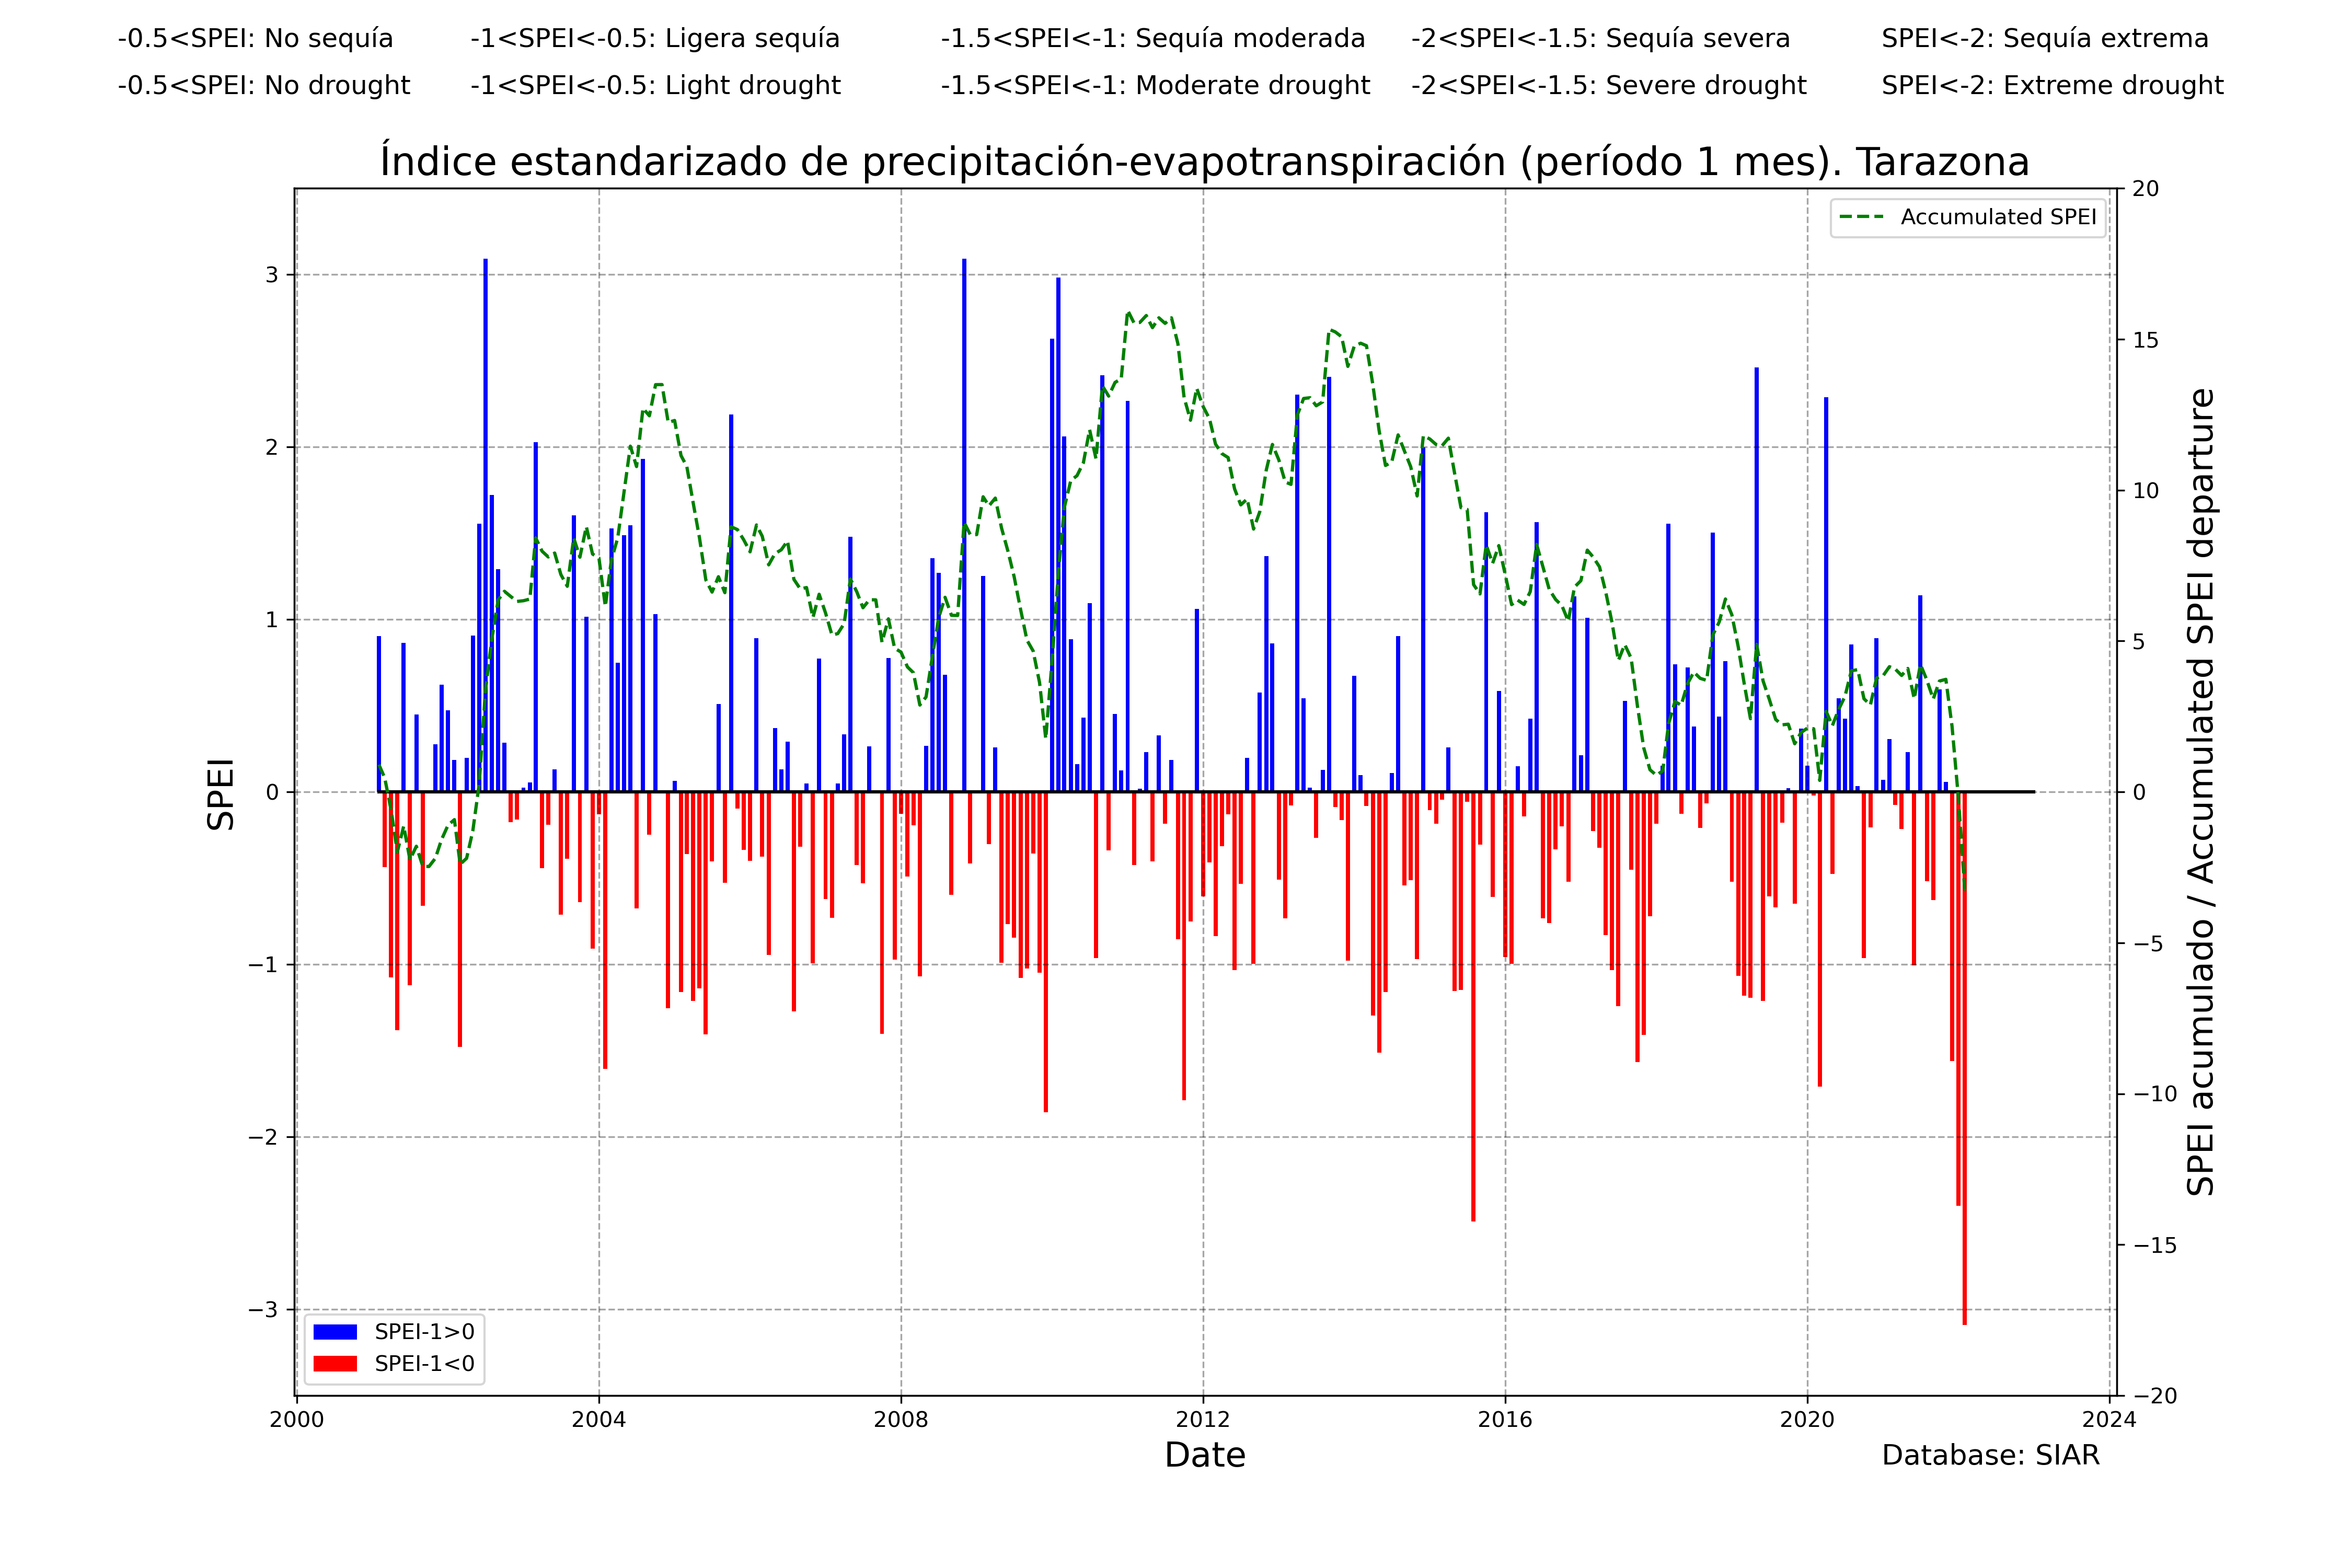 -0.5<SPEI: No sequía -1<SPEI<-0.5: Ligera sequía -1.5<SPEI<-1: Sequía moderada -2<SPEI<-1.5: Sequía severa SPEI<-2: Sequía extrema
-0.5<SPEI: No drought -1<SPEI<-0.5: Light drought -1.5<SPEI<-1: Moderate drought -2<SPEI<-1.5: Severe drought SPEI<-2: Extreme drought
Índice estandarizado de precipitación-evapotranspiración (período 1 mes). Tarazona
Accumulated SPEI
SPEI
3
2
1
0
−1
−2
−3
20
15
10
5
0
−5
−10
−15
−20
SPEI acumulado / Accumulated SPEI departure
SPEI-1>0
SPEI-1<0
2000 2004 2008 2012 2016 2020 2024
Date
Database: SIAR